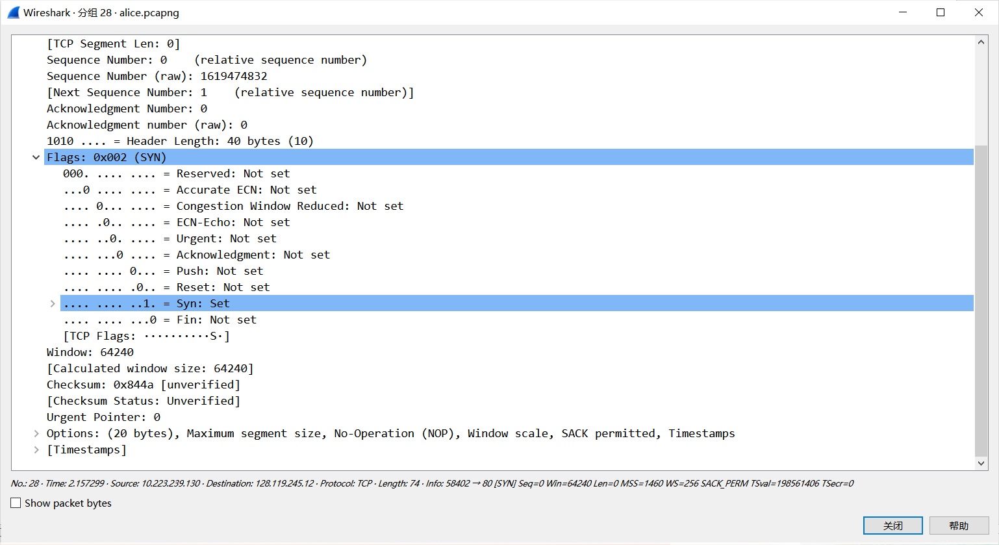 Wireshark · 分组 28 · alice.pcapng
[TCP Segment Len: 0]
Sequence Number: 0    (relative sequence number)
Sequence Number (raw): 1619474832
[Next Sequence Number: 1    (relative sequence number)]
Acknowledgment Number: 0
Acknowledgment number (raw): 0
1010 .... = Header Length: 40 bytes (10)
Flags: 0x002 (SYN)
000. .... .... = Reserved: Not set
...0 .... .... = Accurate ECN: Not set
.... 0... .... = Congestion Window Reduced: Not set
.... .0.. .... = ECN-Echo: Not set
.... ..0. .... = Urgent: Not set
.... ...0 .... = Acknowledgment: Not set
.... .... 0... = Push: Not set
.... .... .0.. = Reset: Not set
.... .... ..1. = Syn: Set
.... .... ...0 = Fin: Not set
[TCP Flags: ··········S·]
Window: 64240
[Calculated window size: 64240]
Checksum: 0x844a [unverified]
[Checksum Status: Unverified]
Urgent Pointer: 0
Options: (20 bytes), Maximum segment size, No-Operation (NOP), Window scale, SACK permitted, Timestamps
[Timestamps]
No.: 28 · Time: 2.157299 · Source: 10.223.239.130 · Destination: 128.119.245.12 · Protocol: TCP · Length: 74 · Info: 58402 → 80 [SYN] Seq=0 Win=64240 Len=0 MSS=1460 WS=256 SACK_PERM TSval=198561406 TSecr=0
Show packet bytes
关闭
帮助